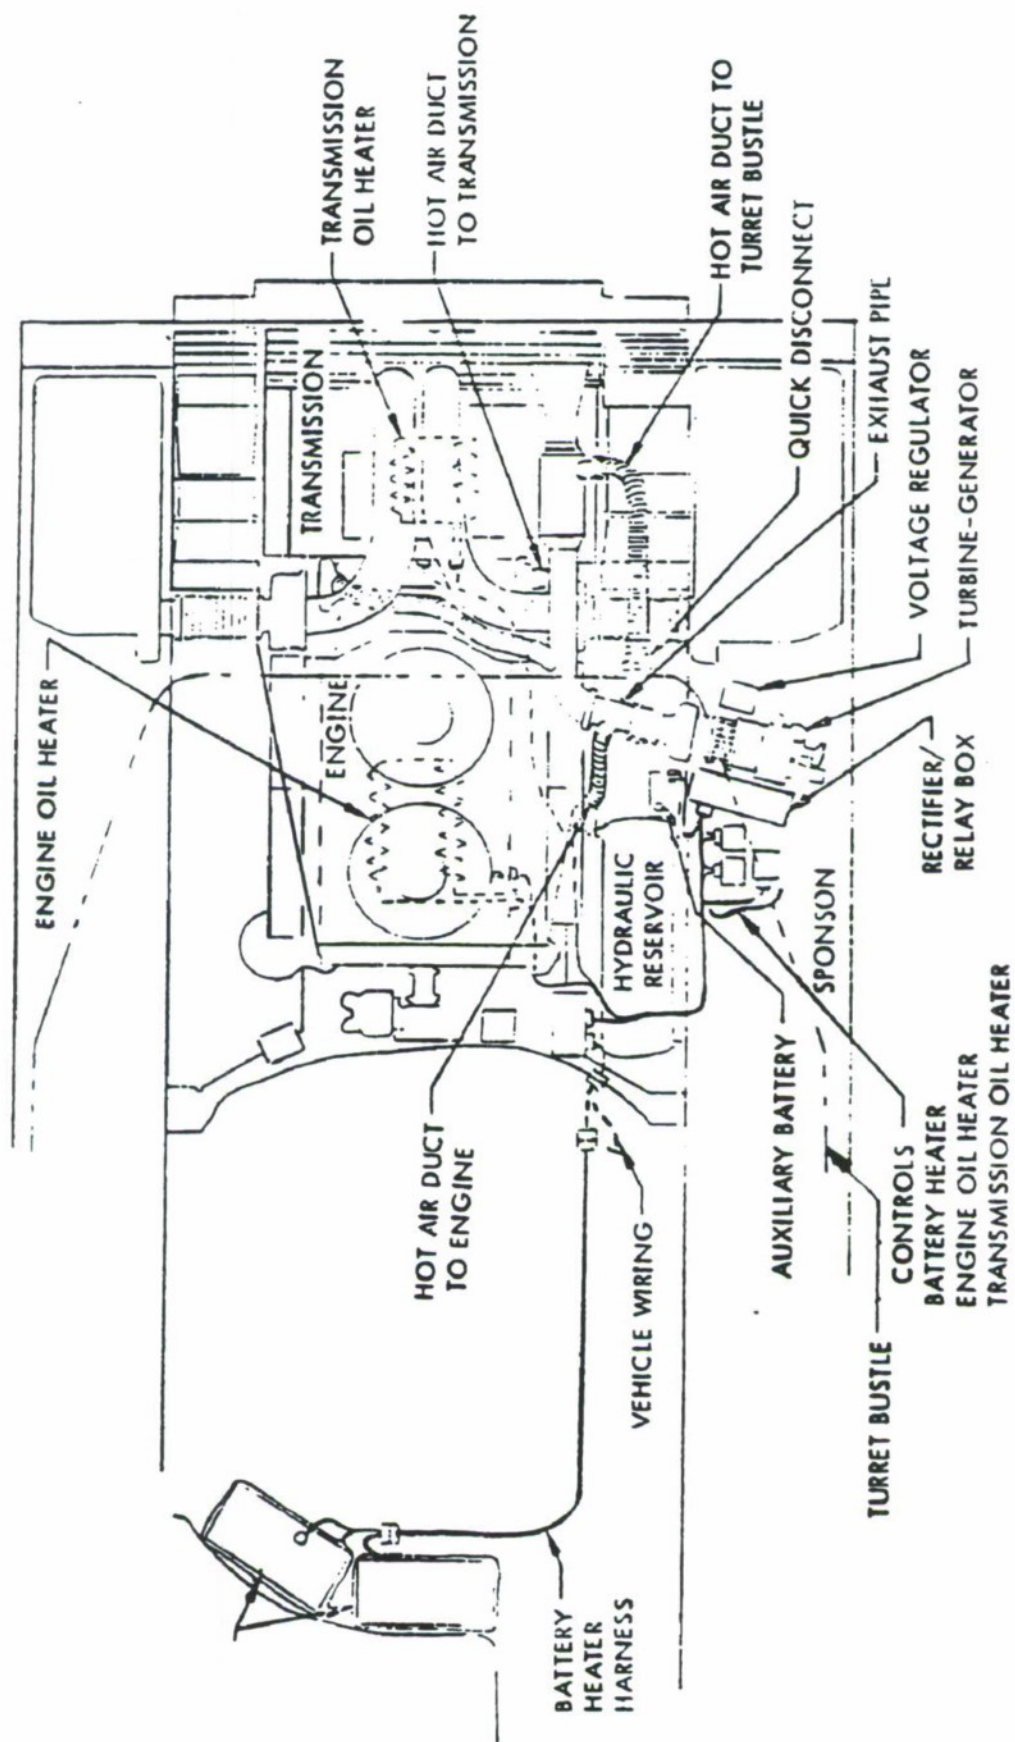 ENGINE OIL HEATER
TRANSMISSION
OIL HEATER
HOT AIR DUCT
TO TRANSMISSION
TRANSMISSION
ENGINE
HOT AIR DUCT TO
TURRET BUSTLE
QUICK DISCONNECT
EXHAUST PIPE
VOLTAGE REGULATOR
TURBINE-GENERATOR
RECTIFIER/
RELAY BOX
HYDRAULIC
RESERVOIR
SPONSON
HOT AIR DUCT
TO ENGINE
VEHICLE WIRING
AUXILIARY BATTERY
CONTROLS
BATTERY HEATER
ENGINE OIL HEATER
TRANSMISSION OIL HEATER
TURRET BUSTLE
BATTERY
HEATER
HARNESS